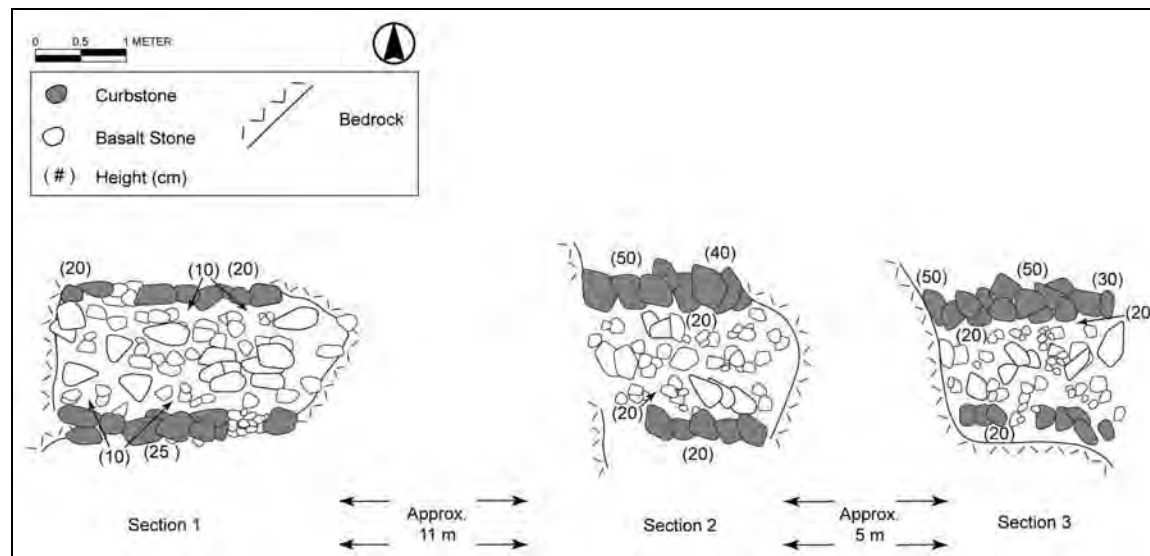 0 0.5 1 METER
Curbstone
Basalt Stone
(#) Height (cm)
Bedrock
(20) (10) (20)
(10) (25)
(50) (40)
(20)
(20)
(20)
(50) (50) (30)
(20
(20)
(20)
Section 1
Approx.
11 m
Section 2
Approx.
5 m
Section 3